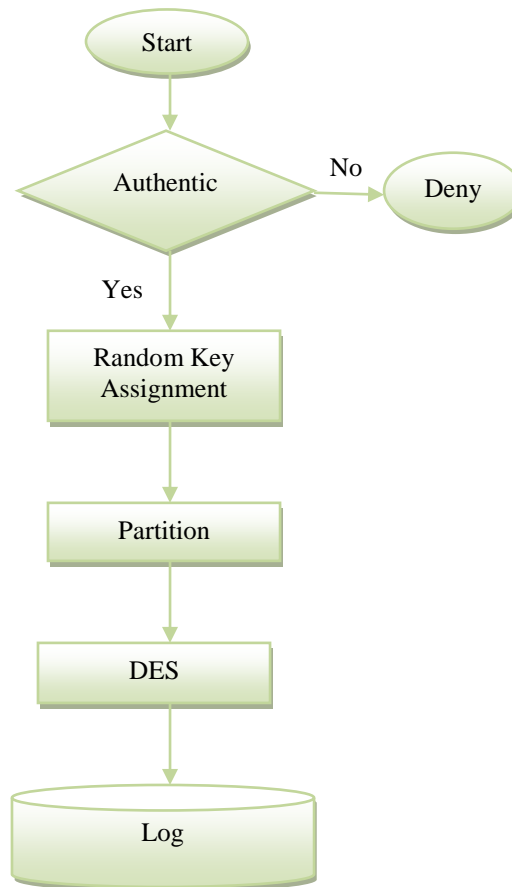 Start
Authentic
No
Deny
Yes
Random Key
Assignment
Partition
DES
Log